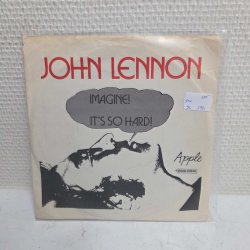 JOHN LENNON
IMAGINE!
IT'S SO HARD!
Apple